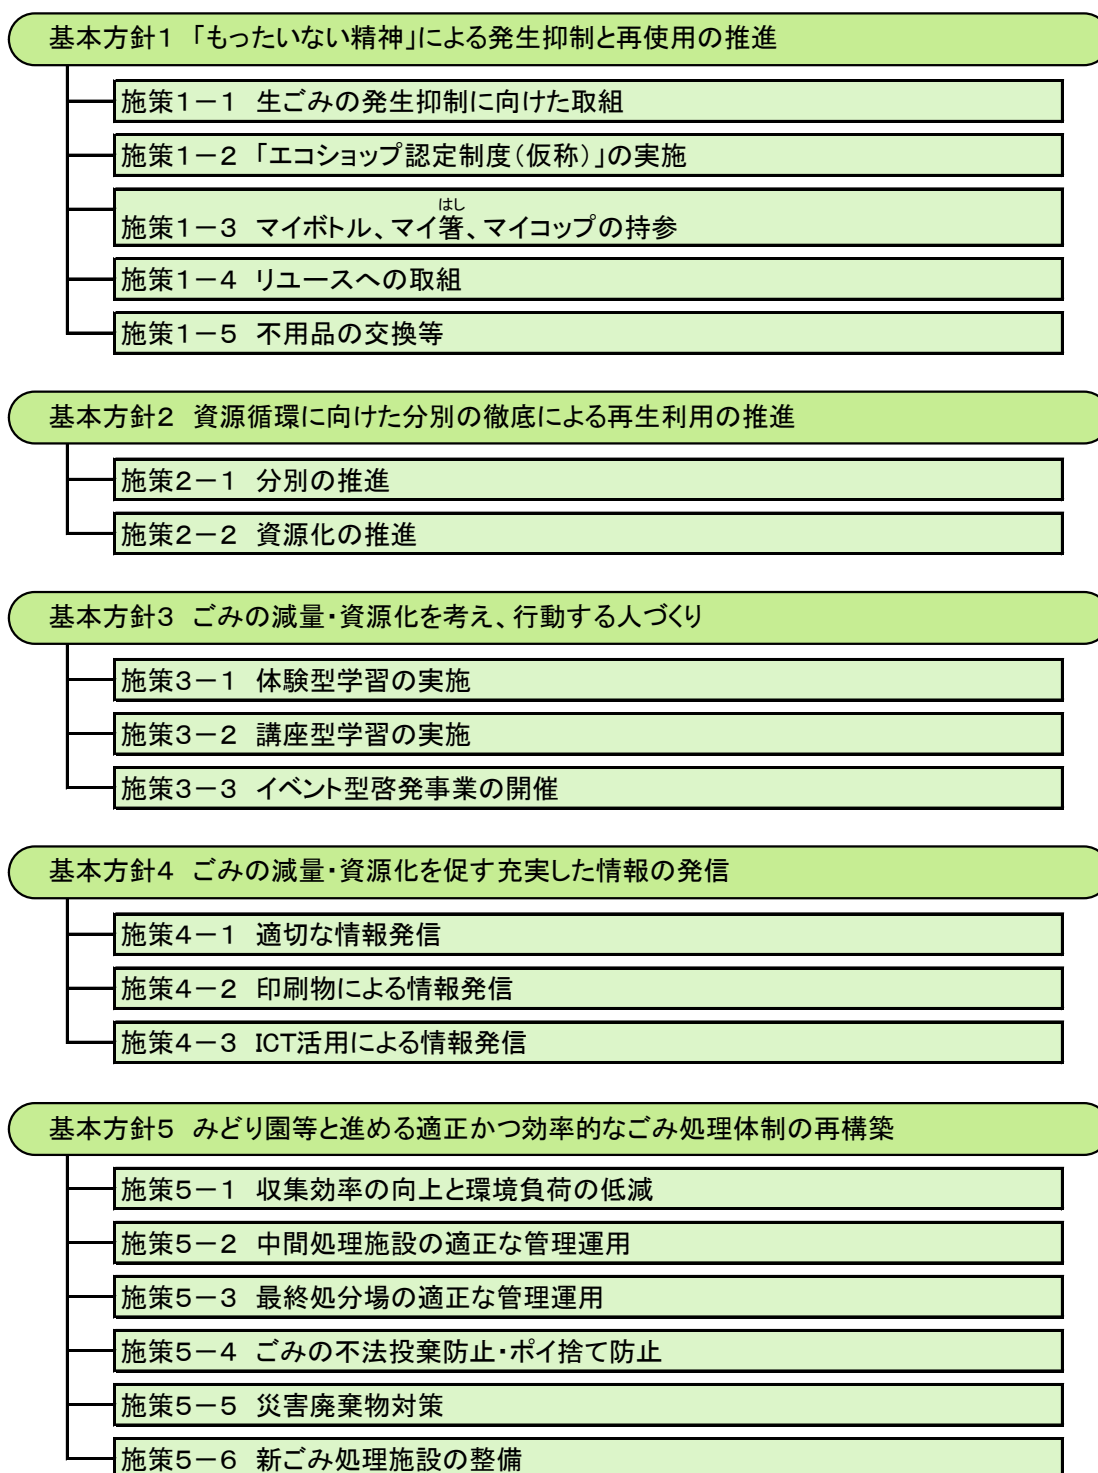 基本方針１　「もったいない精神」による発生抑制と再使用の推進
施策１－１　生ごみの発生抑制に向けた取組
施策１－２　「エコショップ認定制度（仮称）」の実施
はし
施策１－３　マイボトル、マイ箸、マイコップの持参
施策１－４　リユースへの取組
施策１－５　不用品の交換等
基本方針２　資源循環に向けた分別の徹底による再生利用の推進
施策２－１　分別の推進
施策２－２　資源化の推進
基本方針３　ごみの減量・資源化を考え、行動する人づくり
施策３－１　体験型学習の実施
施策３－２　講座型学習の実施
施策３－３　イベント型啓発事業の開催
基本方針４　ごみの減量・資源化を促す充実した情報の発信
施策４－１　適切な情報発信
施策４－２　印刷物による情報発信
施策４－３　ICT活用による情報発信
基本方針５　みどり園等と進める適正かつ効率的なごみ処理体制の再構築
施策５－１　収集効率の向上と環境負荷の低減
施策５－２　中間処理施設の適正な管理運用
施策５－３　最終処分場の適正な管理運用
施策５－４　ごみの不法投棄防止・ポイ捨て防止
施策５－５　災害廃棄物対策
施策５－６　新ごみ処理施設の整備